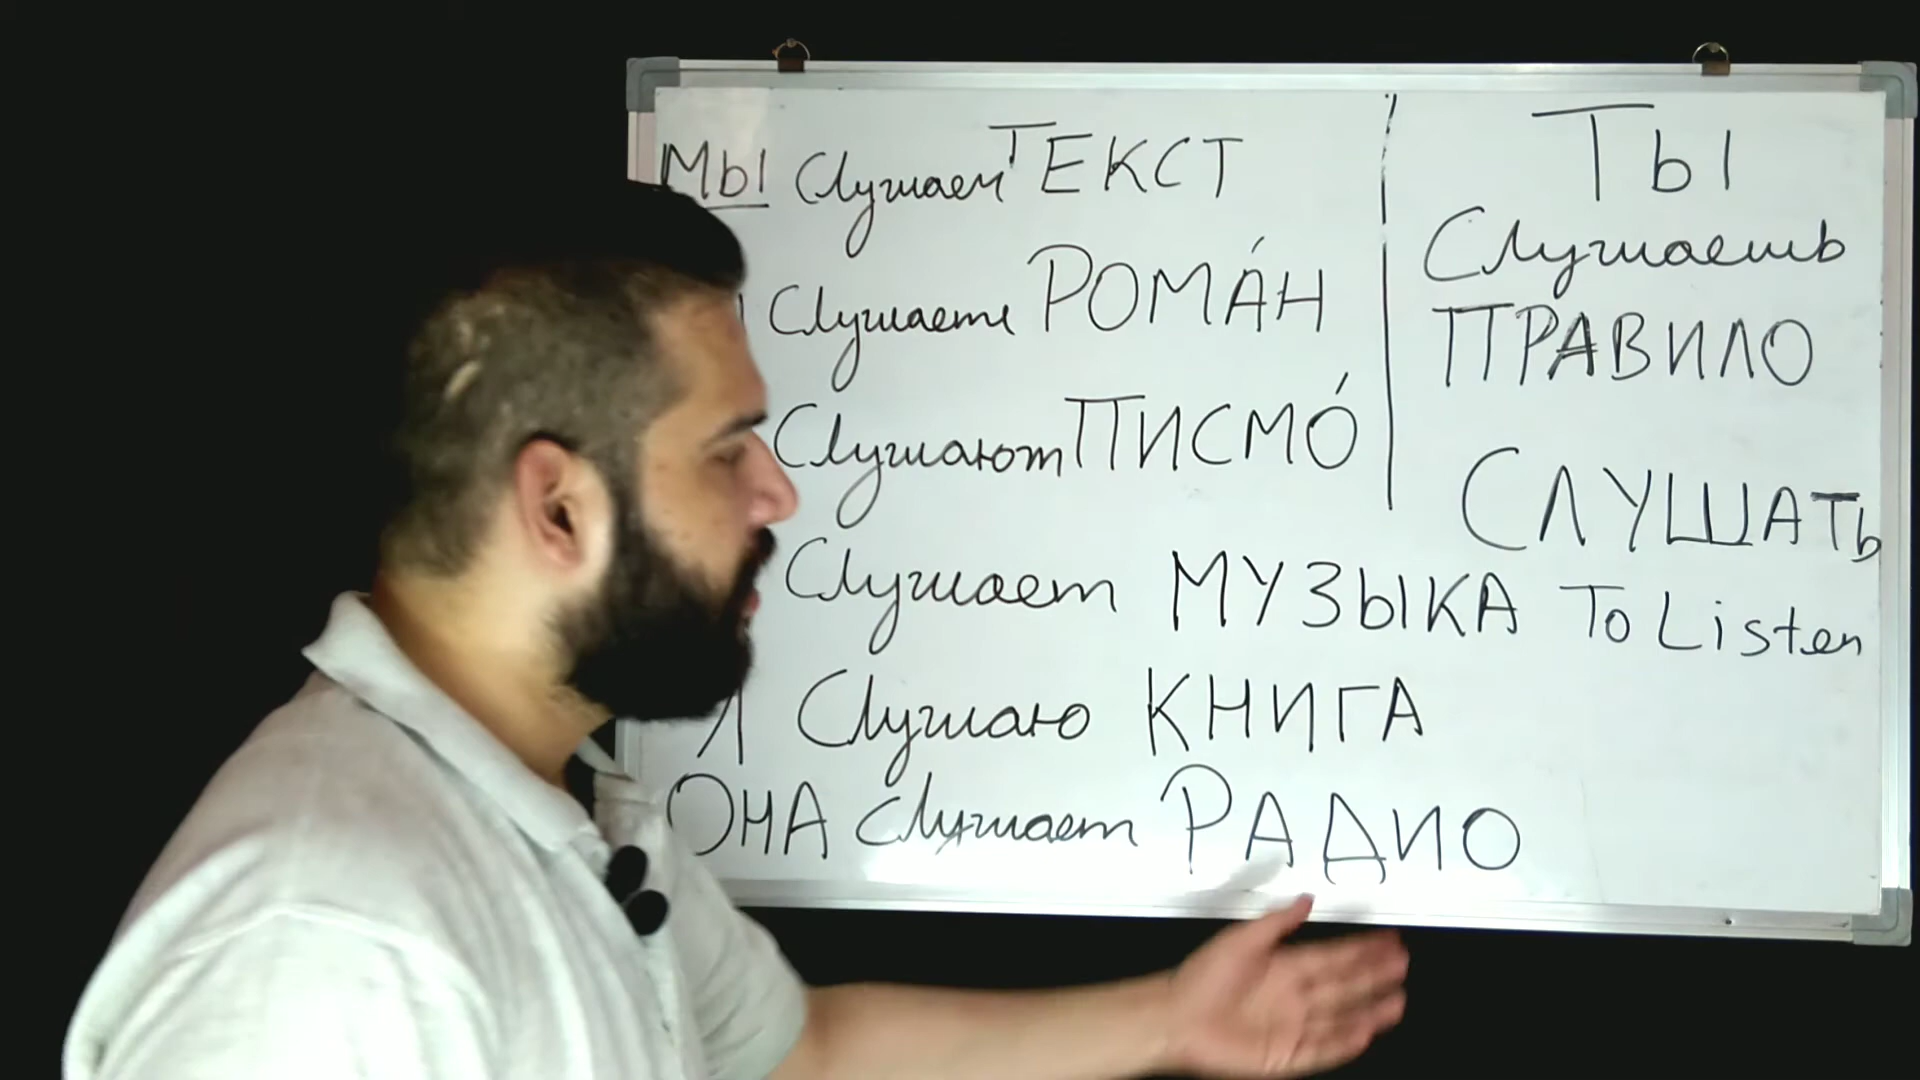 Мы Слушаем ТЕКСТ
Слушаете РОМА́Н
Слушают ПИСМО́
Слушает МУЗЫКА
Я Слушаю КНИГА
ОНА слушает РАДИО
ТЫ
Слушаешь
ПРАВИЛО
СЛУШАТЬ
To Listen